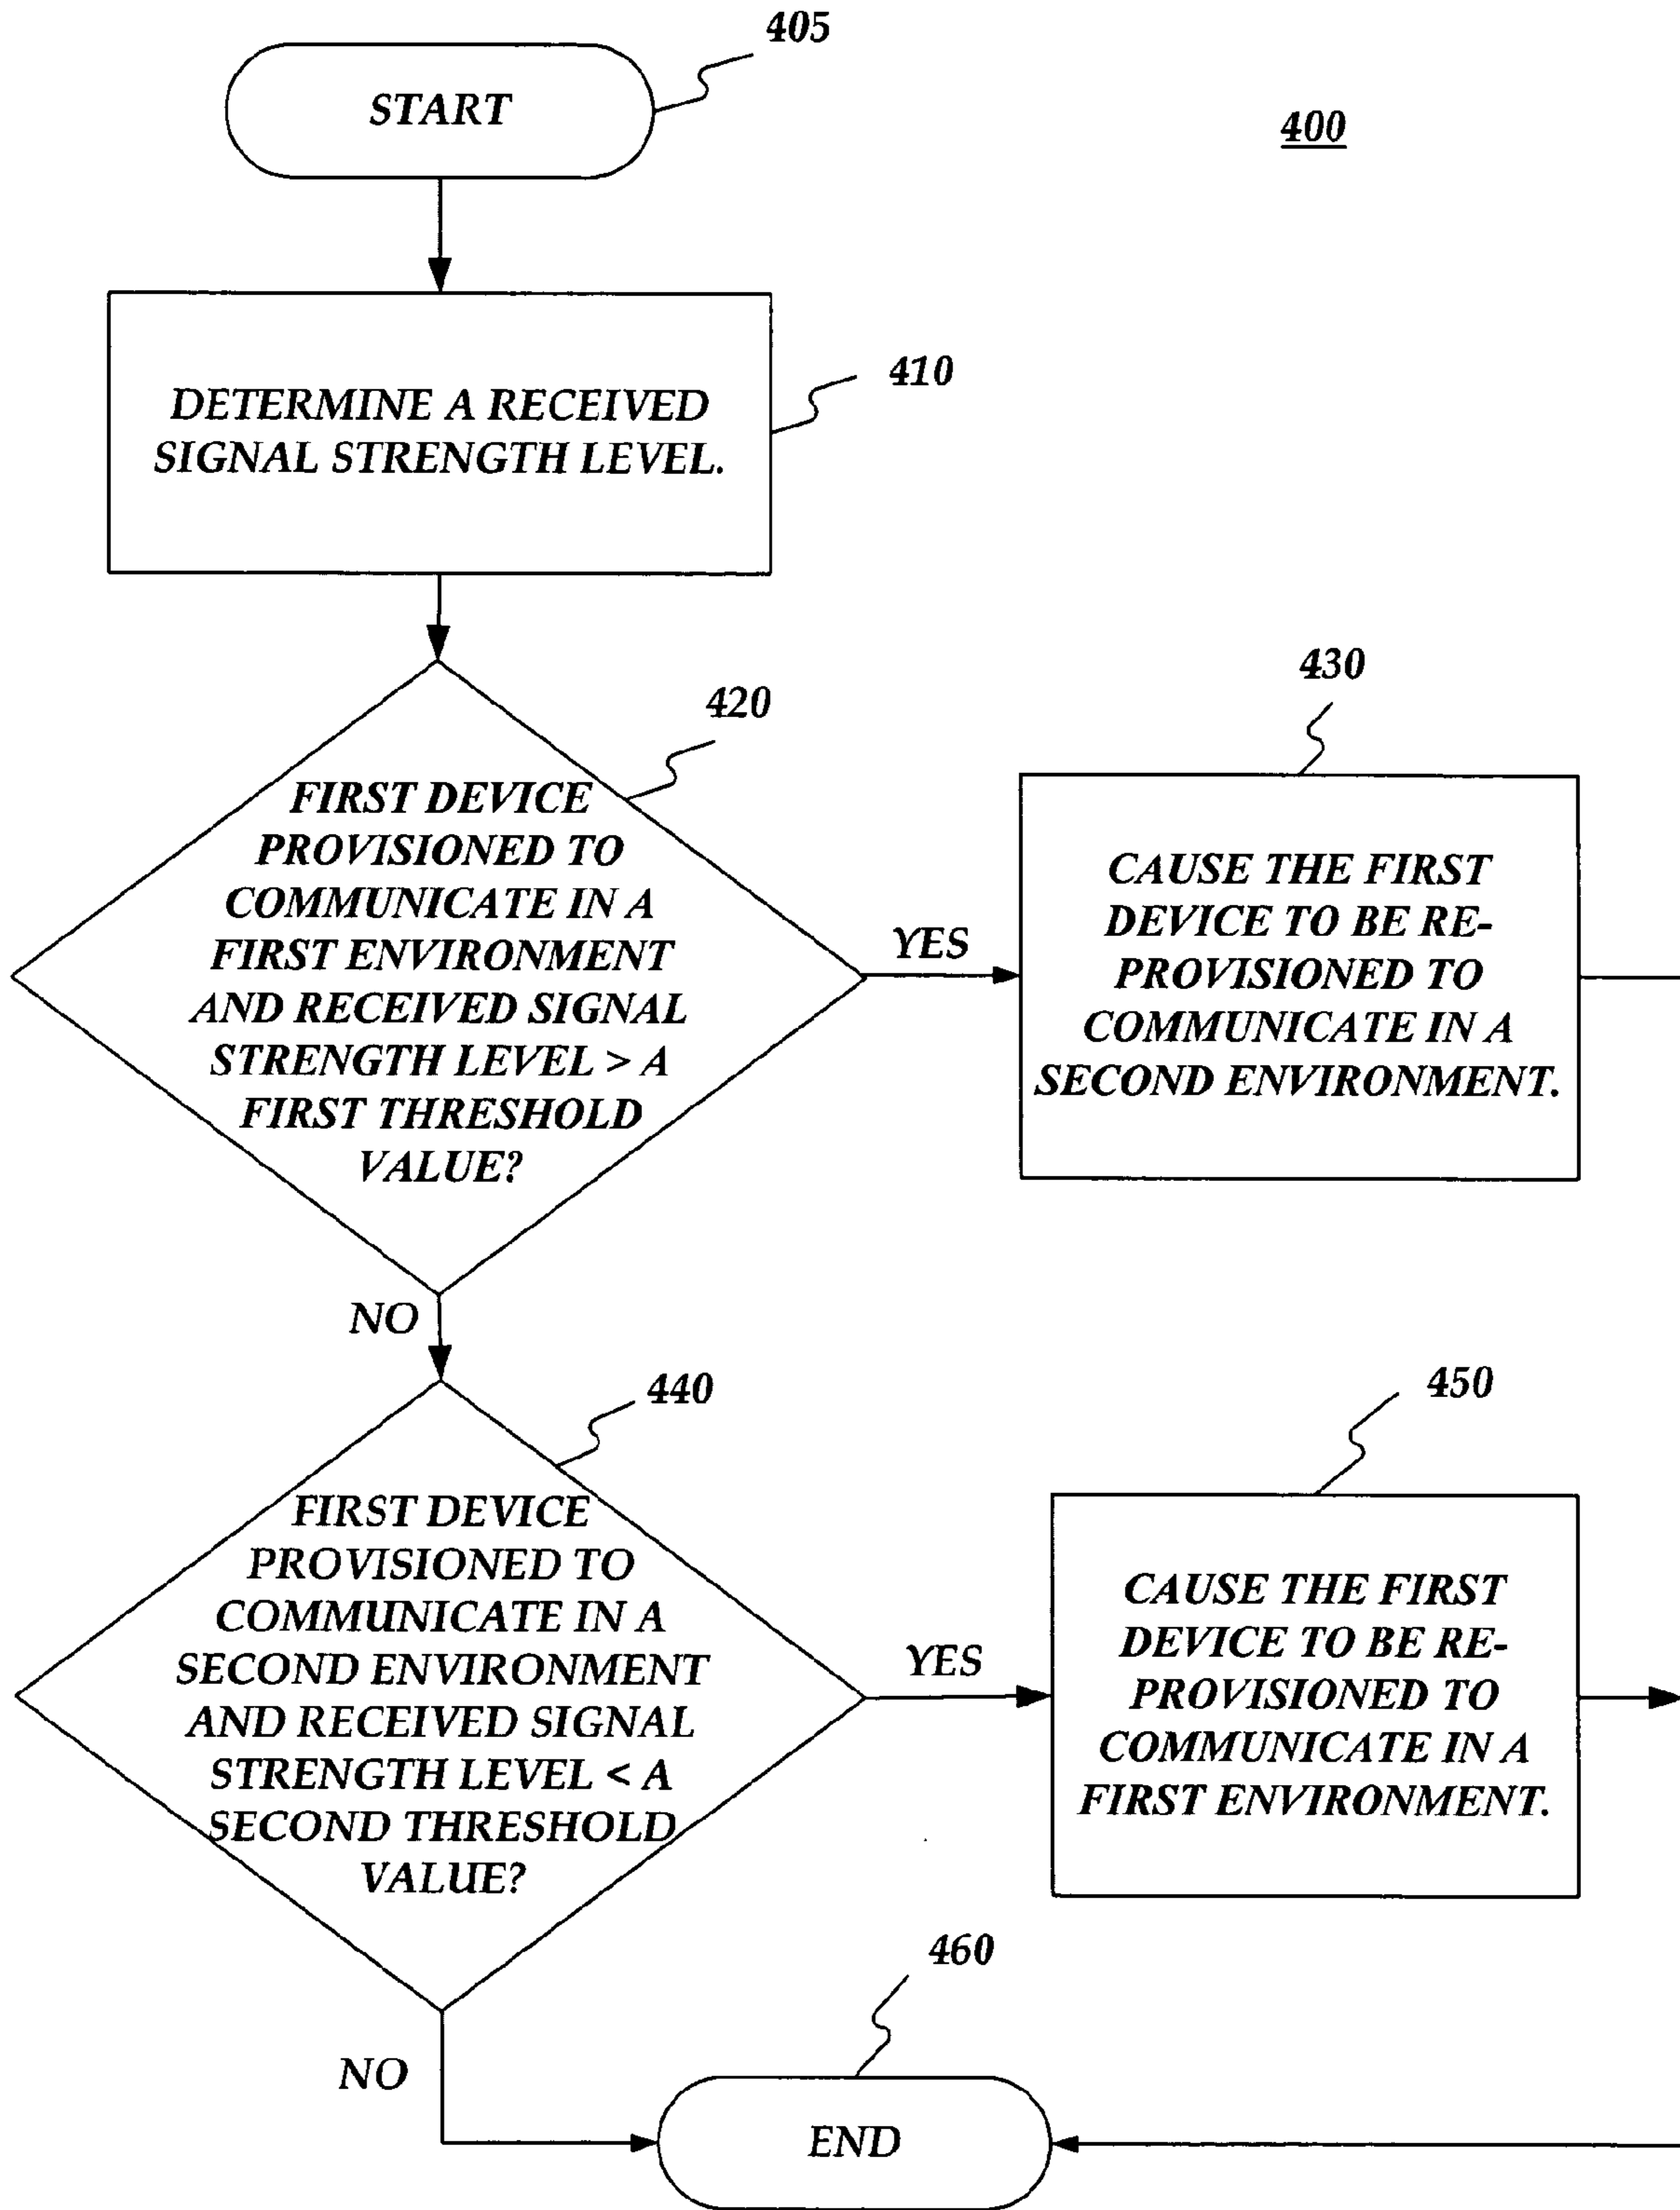 405
START
400
410
DETERMINE A RECEIVED
SIGNAL STRENGTH LEVEL.
420
FIRST DEVICE
PROVISIONED TO
COMMUNICATE IN A
FIRST ENVIRONMENT
AND RECEIVED SIGNAL
STRENGTH LEVEL > A
FIRST THRESHOLD
VALUE?
YES
430
CAUSE THE FIRST
DEVICE TO BE RE-
PROVISIONED TO
COMMUNICATE IN A
SECOND ENVIRONMENT.
NO
440
FIRST DEVICE
PROVISIONED TO
COMMUNICATE IN A
SECOND ENVIRONMENT
AND RECEIVED SIGNAL
STRENGTH LEVEL < A
SECOND THRESHOLD
VALUE?
YES
450
CAUSE THE FIRST
DEVICE TO BE RE-
PROVISIONED TO
COMMUNICATE IN A
FIRST ENVIRONMENT.
NO
460
END